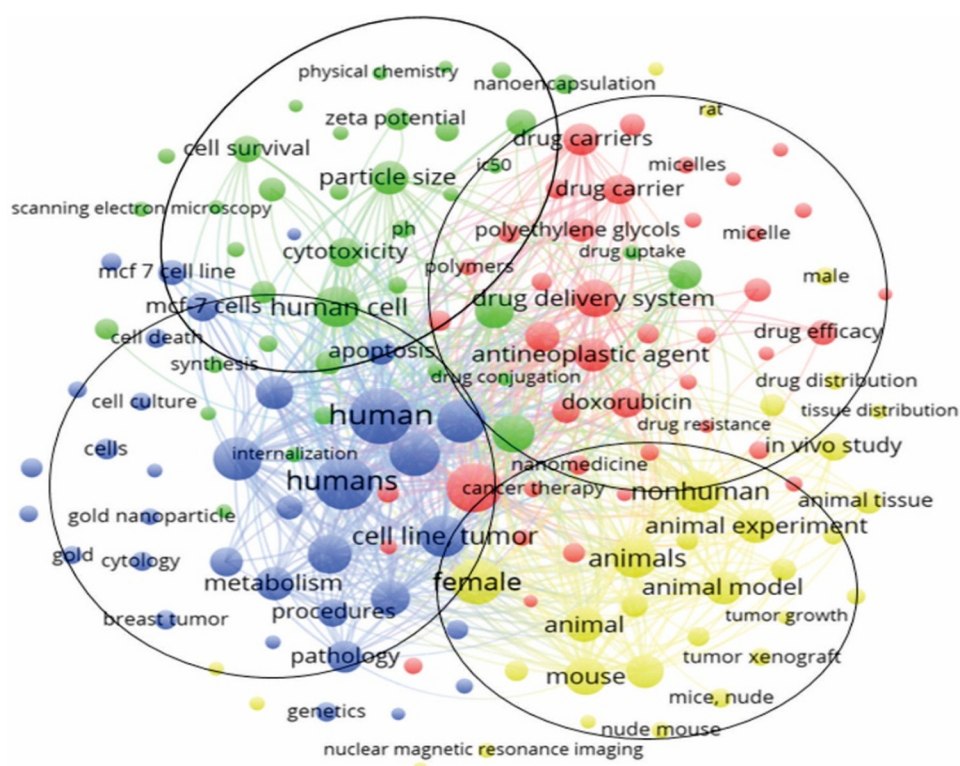 physical chemistry
nanoencapsulation
rat
zeta potential
drug carriers
cell survival
ic50
micelles
particle size
drug carrier
scanning electron microscopy
ph
polyethylene glycols
micelle
cytotoxicity
drug uptake
mcf 7 cell line
polymers
male
mcf-7 cells
human cell
drug delivery system
cell death
drug efficacy
apoptosis
antineoplastic agent
synthesis
drug conjugation
drug distribution
cell culture
human
doxorubicin
tissue distribution
drug resistance
cells
internalization
in vivo study
nanomedicine
humans
cancer therapy
nonhuman
animal tissue
gold nanoparticle
cell line, tumor
animal experiment
gold
cytology
animals
metabolism
female
animal model
breast tumor
procedures
animal
tumor growth
pathology
tumor xenograft
mouse
mice, nude
genetics
nude mouse
nuclear magnetic resonance imaging